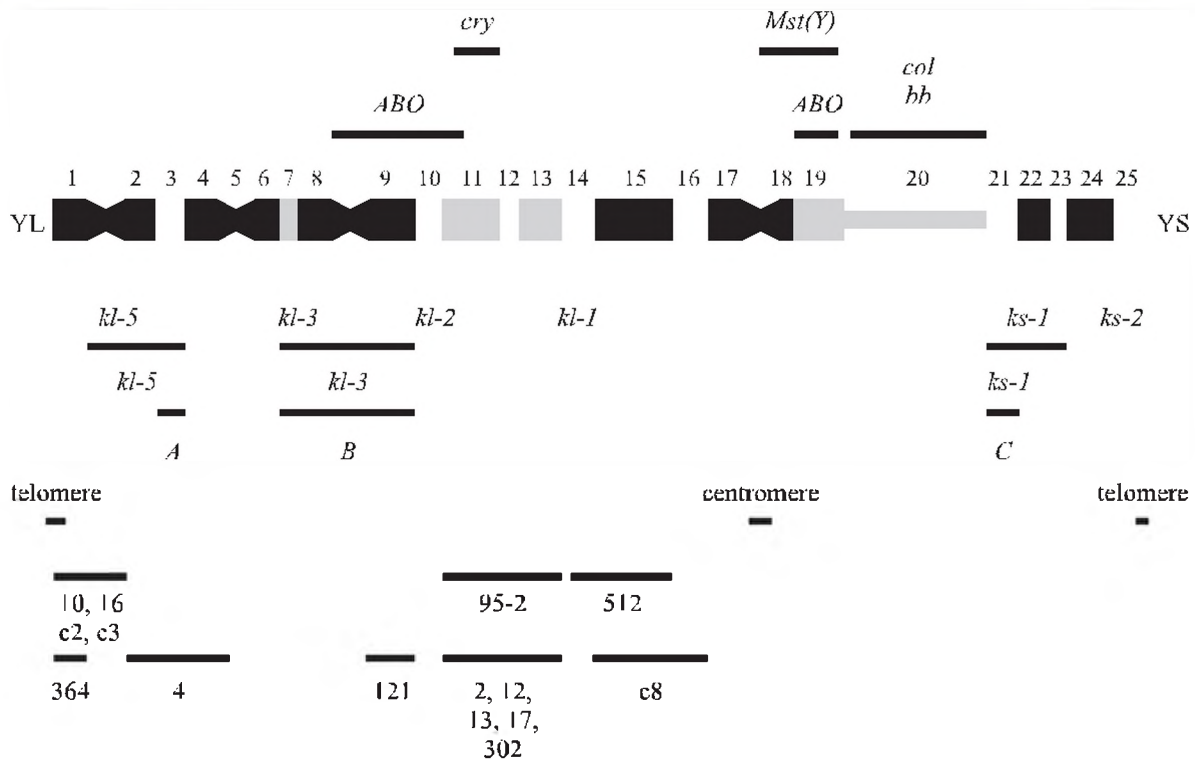 cry Mst(Y)
col
ABO ABO bb
1 2 3 4 5 6 7 8 9 10 11 12 13 14 15 16 17 18 19 20 21 22 23 24 25
YL YS
kl-5 kl-3 kl-2 kl-1 ks-1 ks-2
kl-5 kl-3 ks-1
A B C
telomere centromere telomere
10, 16 95-2 512
c2, c3
364 4 121 2, 12, c8
13, 17,
302